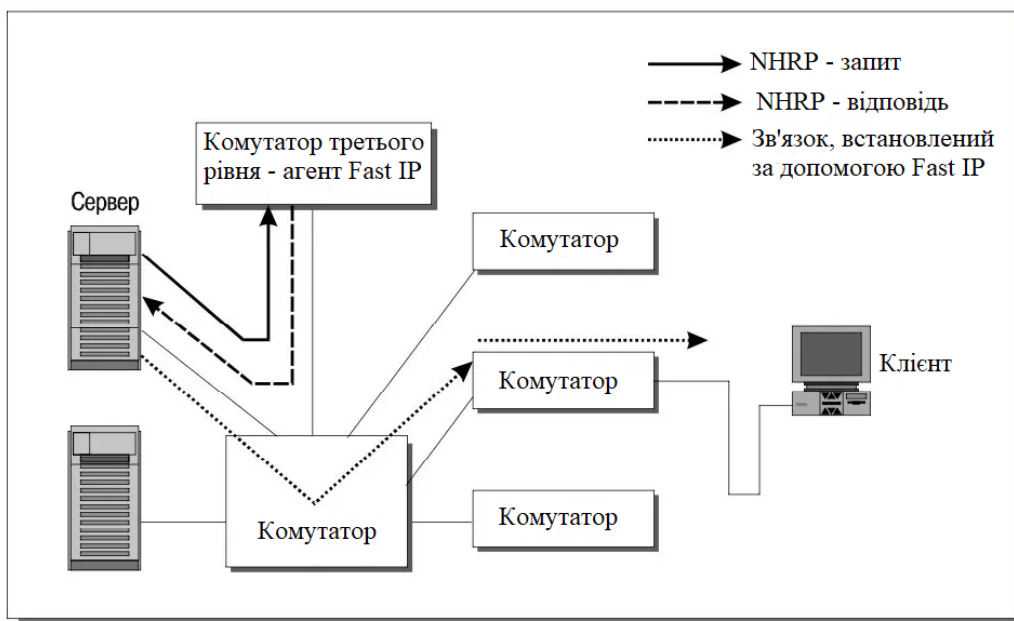 NHRP - запит
NHRP - відповідь
Зв'язок, встановлений
за допомогою Fast IP
Комутатор третього
рівня - агент Fast IP
Сервер
Комутатор
Комутатор
Клієнт
Комутатор
Комутатор